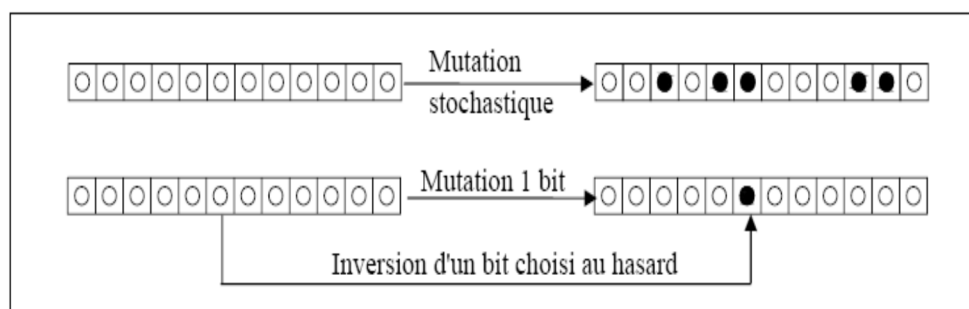 Mutation
stochastique
Mutation 1 bit
Inversion d'un bit choisi au hasard